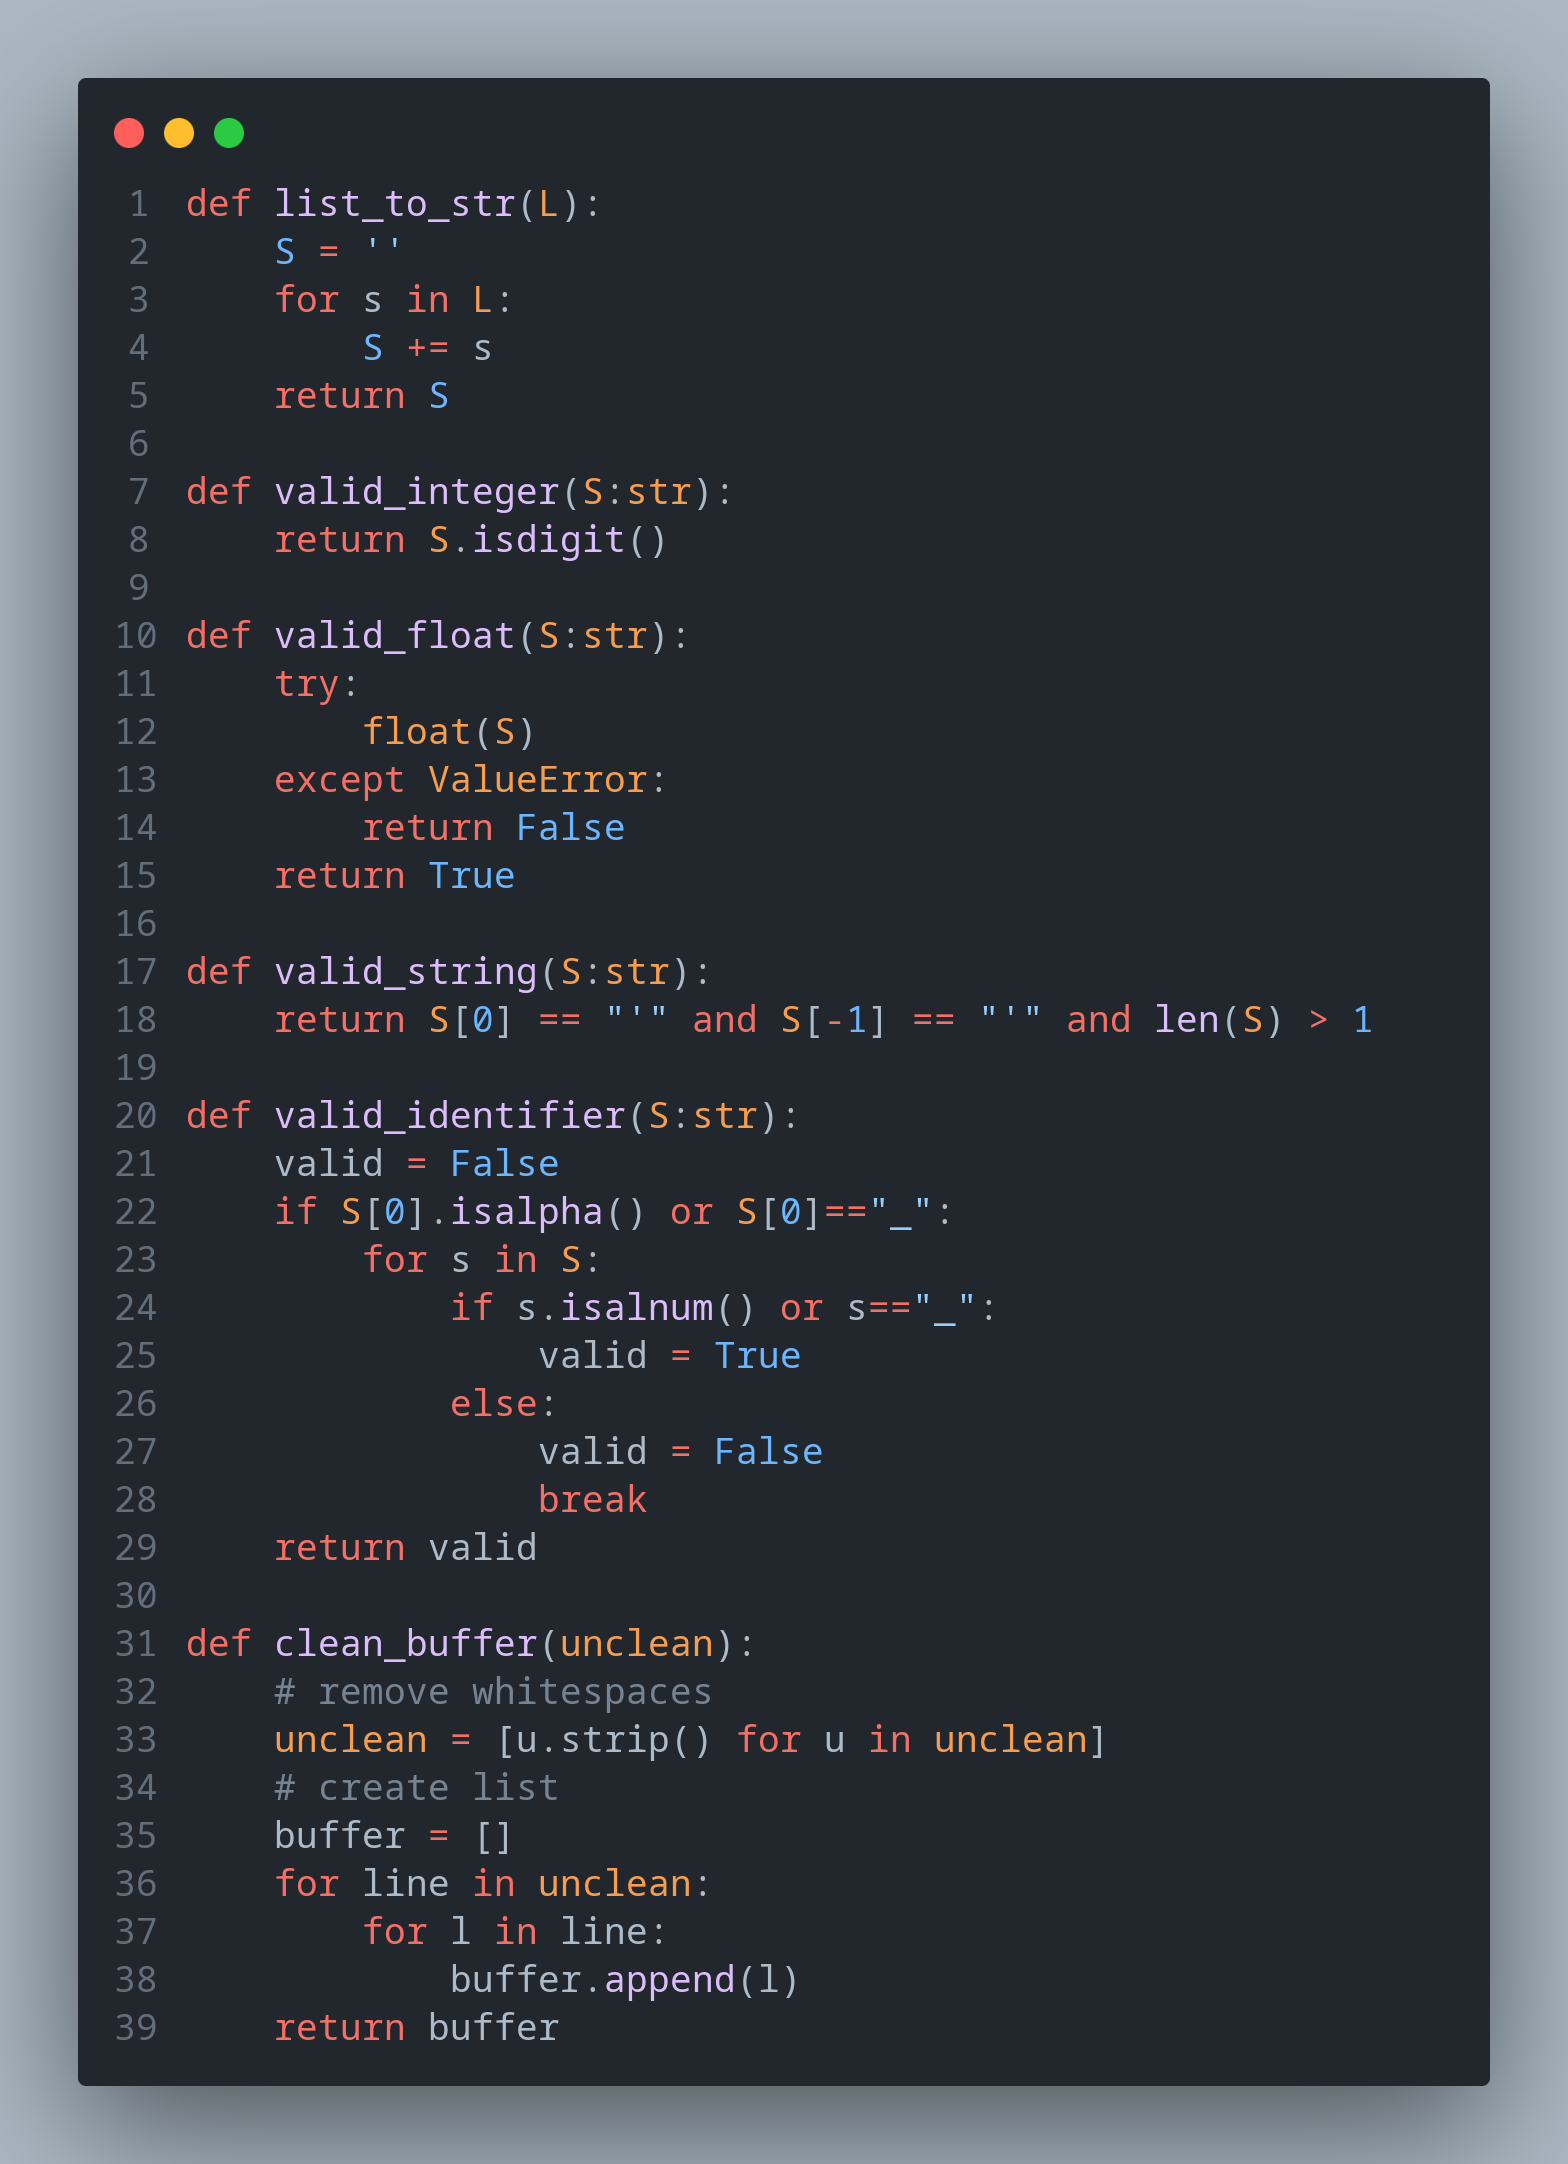 1 def list_to_str(L):
2     S = ''
3     for s in L:
4         S += s
5     return S
6
7 def valid_integer(S:str):
8     return S.isdigit()
9
10 def valid_float(S:str):
11     try:
12         float(S)
13     except ValueError:
14         return False
15     return True
16
17 def valid_string(S:str):
18     return S[0] == "'" and S[-1] == "'" and len(S) > 1
19
20 def valid_identifier(S:str):
21     valid = False
22     if S[0].isalpha() or S[0]=="_":
23         for s in S:
24             if s.isalnum() or s=="_":
25                 valid = True
26             else:
27                 valid = False
28                 break
29     return valid
30
31 def clean_buffer(unclean):
32     # remove whitespaces
33     unclean = [u.strip() for u in unclean]
34     # create list
35     buffer = []
36     for line in unclean:
37         for l in line:
38             buffer.append(l)
39     return buffer